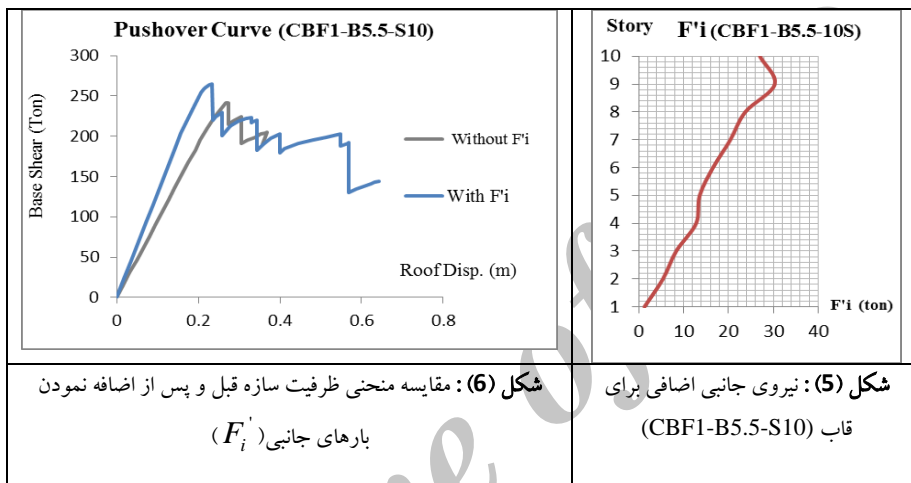 Pushover Curve (CBF1-B5.5-S10)
300
250
200
150
100
50
0
0 0.2 0.4 0.6 0.8
Base Shear (Ton)
Roof Disp. (m)
Without F'i
With F'i
Story F'i (CBF1-B5.5-10S)
10
9
8
7
6
5
4
3
2
1
F'i (ton)
0 10 20 30 40
شکل (5): نیروی جانبی اضافی برای
قاب (CBF1-B5.5-S10)
شکل (6): مقایسه منحنی ظرفیت سازه قبل و پس از اضافه نمودن
بارهای جانبی (F'i)